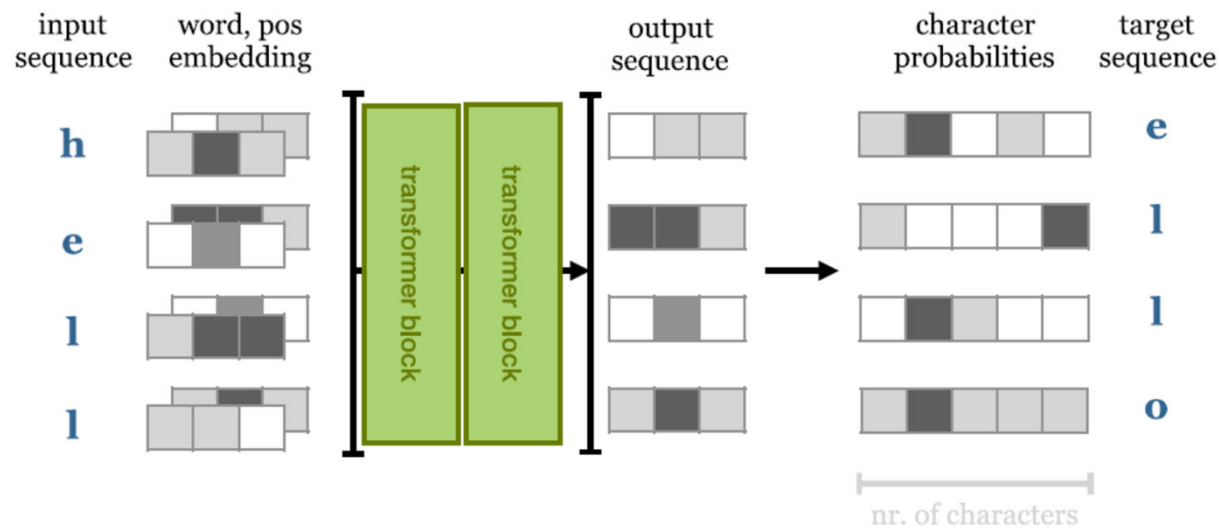 input
sequence
word, pos
embedding
output
sequence
character
probabilities
target
sequence
h
e
l
l
transformer block
transformer block
e
l
l
o
nr. of characters